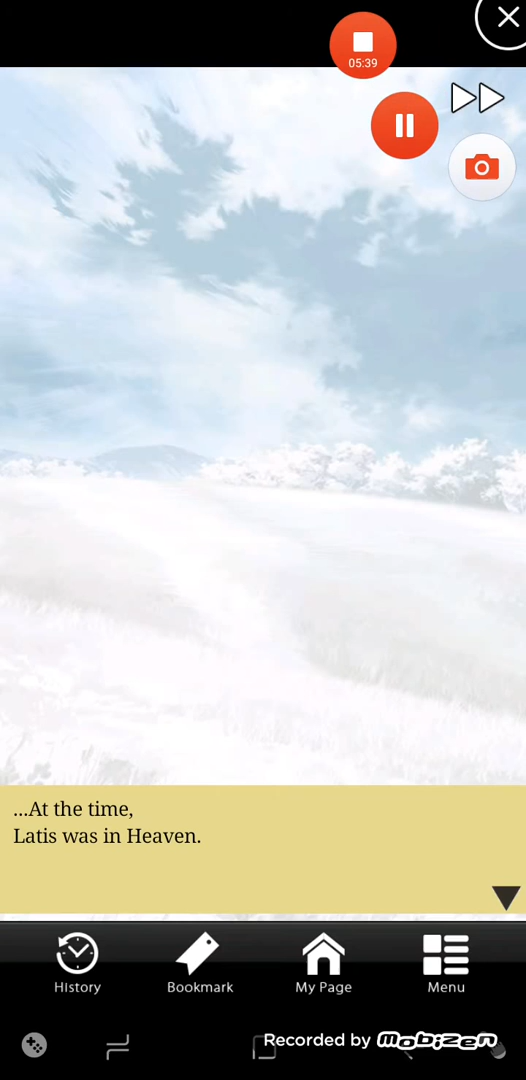 05:39
...At the time,
Latis was in Heaven.
History
Bookmark
My Page
Menu
Recorded by Mobizen